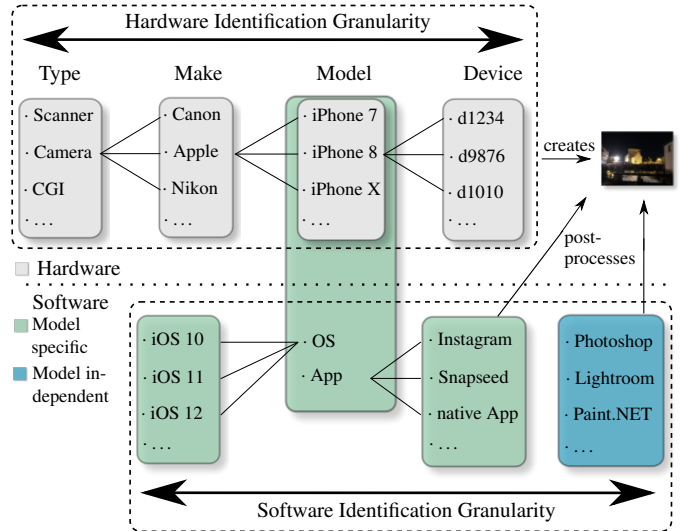 Hardware Identification Granularity
Type
Make
Model
Device
· Scanner
· Camera
· CGI
· ...
· Canon
· Apple
· Nikon
· ...
· iPhone 7
· iPhone 8
· iPhone X
· ...
· d1234
· d9876
· d1010
· ...
creates
post-
processes
Hardware
Software
Model
specific
Model in-
dependent
· iOS 10
· iOS 11
· iOS 12
· ...
· OS
· App
· Instagram
· Snapseed
· native App
· ...
· Photoshop
· Lightroom
· Paint.NET
· ...
Software Identification Granularity